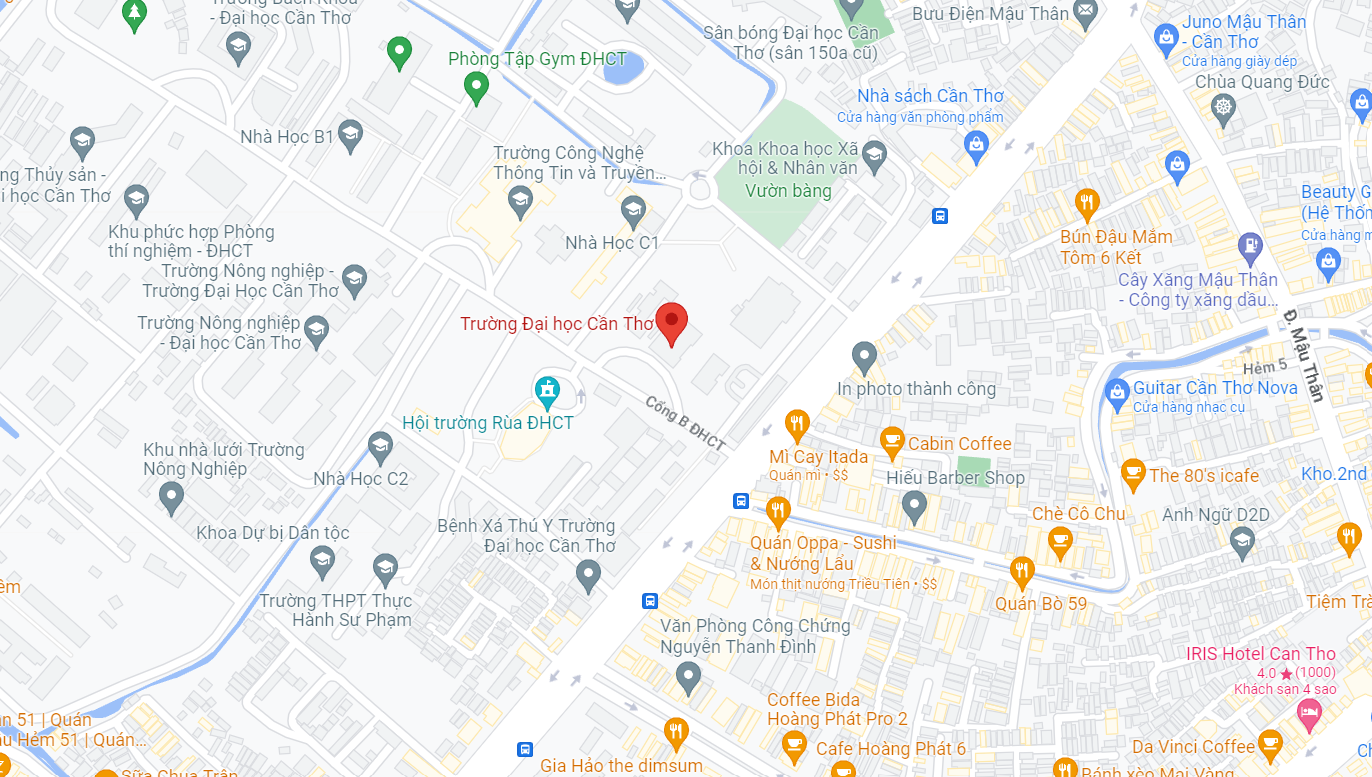 Trường Bách Khoa
- Đại học Cần Thơ
Phòng Tập Gym ĐHCT
Sân bóng Đại học Cần
Thơ (sân 150a cũ)
Bưu Điện Mậu Thân
Juno Mậu Thân
- Cần Thơ
Cửa hàng giày dép
Chùa Quang Đức
Nhà sách Cần Thơ
Cửa hàng văn phòng phẩm
Nhà Học B1
Trường Công Nghệ
Thông Tin và Truyền...
Khoa Khoa học Xã
hội & Nhân văn
Vườn bàng
ng Thủy sản -
i học Cần Thơ
Beauty G
(Hệ Thốn
Cửa hàng m
Khu phức hợp Phòng
thí nghiệm - ĐHCT
Nhà Học C1
Bún Đậu Mắm
Tôm 6 Kết
Trường Nông nghiệp -
Trường Đại Học Cần Thơ
Cây Xăng Mậu Thân
- Công ty xăng dầu...
Trường Nông nghiệp
- Đại học Cần Thơ
Trường Đại học Cần Thơ
Đ. Mậu Thân
Hẻm 5
In photo thành công
Guitar Cần Thơ Nova
Cửa hàng nhạc cụ
Hội trường Rùa ĐHCT
Cổng B ĐHCT
Khu nhà lưới Trường
Nông Nghiệp
Nhà Học C2
Mì Cay Itada
Quán mì • $$
Cabin Coffee
Hiếu Barber Shop
The 80's icafe
Kho.2nd
Chè Cô Chu
Anh Ngữ D2D
Khoa Dự bị Dân tộc
Bệnh Xá Thú Y Trường
Đại học Cần Thơ
Quán Oppa - Sushi
& Nướng Lẩu
Món thịt nướng Triều Tiên • $$
êm
Trường THPT Thực
Hành Sư Phạm
Quán Bò 59
Tiệm Trà
Văn Phòng Công Chứng
Nguyễn Thanh Đình
IRIS Hotel Can Tho
4.0 ★ (1000)
Khách sạn 4 sao
Coffee Bida
Hoàng Phát Pro 2
ẩn 51 | Quán
ẩu Hẻm 51 | Quán...
Cafe Hoàng Phát 6
Da Vinci Coffee
Ch
Gia Hảo the dimsum
Sữa Chua Trân
Bánh xèo Mai Vàng